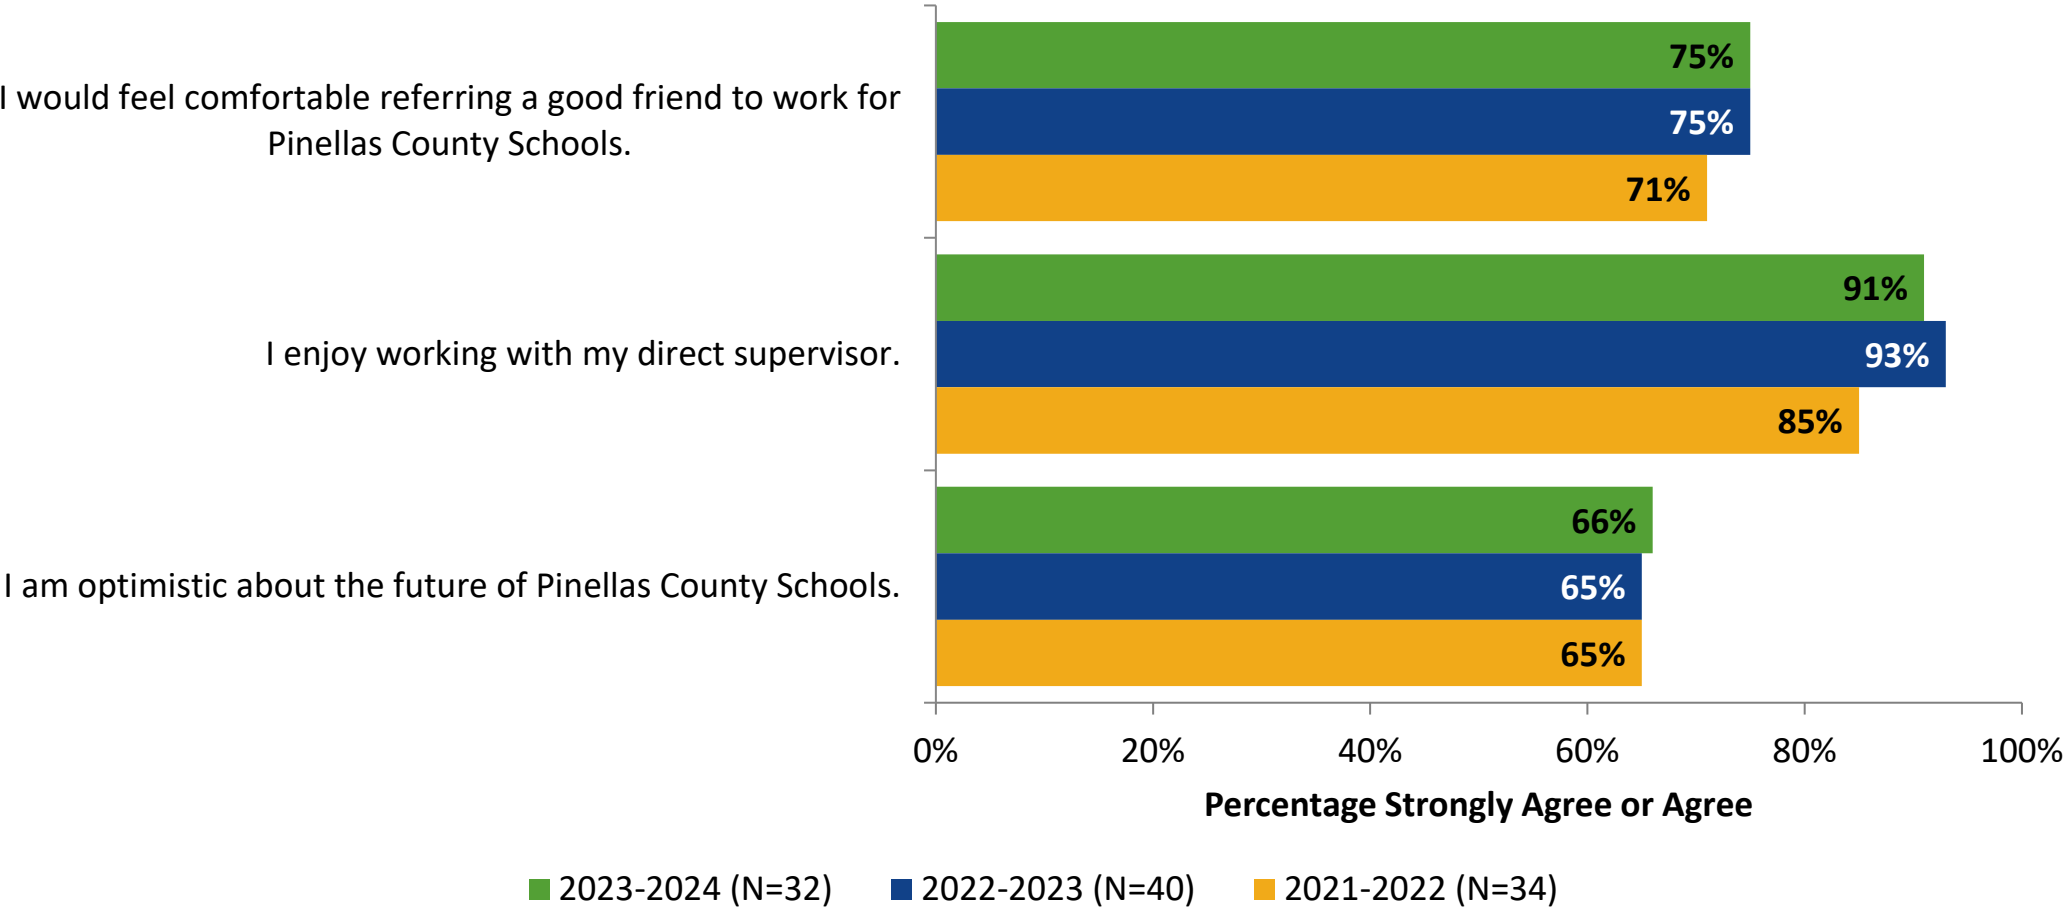 I would feel comfortable referring a good friend to work for
Pinellas County Schools.
75%
75%
71%
I enjoy working with my direct supervisor.
91%
93%
85%
I am optimistic about the future of Pinellas County Schools.
66%
65%
65%
0% 20% 40% 60% 80% 100%
Percentage Strongly Agree or Agree
2023-2024 (N=32) 2022-2023 (N=40) 2021-2022 (N=34)